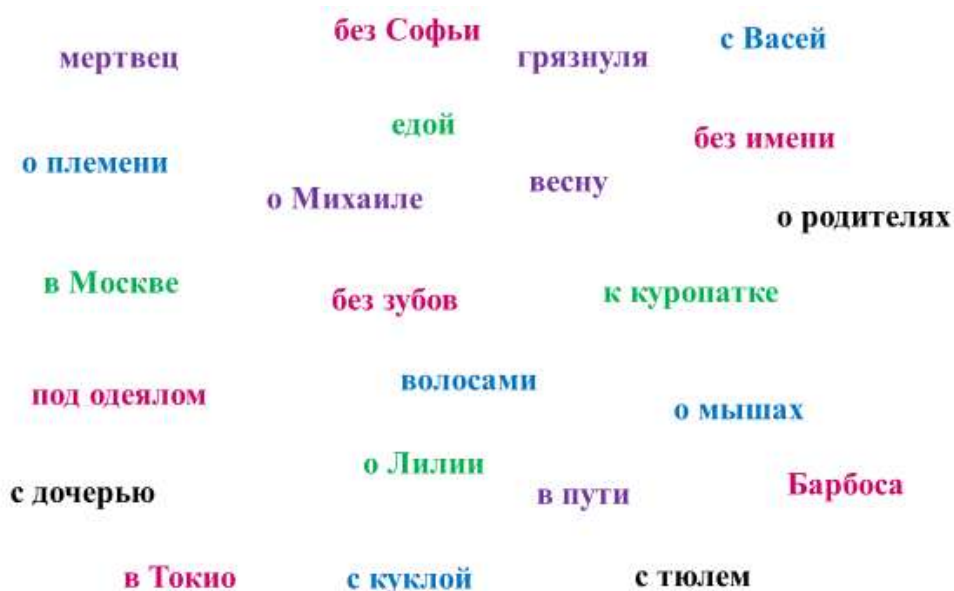 без Софьи
мертвец
грязнуля
с Васей
едой
без имени
о племени
о Михаиле
весну
о родителях
в Москве
без зубов
к куропатке
под одеялом
волосами
о мышах
о Лилии
с дочерью
в пути
Барбоса
в Токио
с куклой
с тюлем